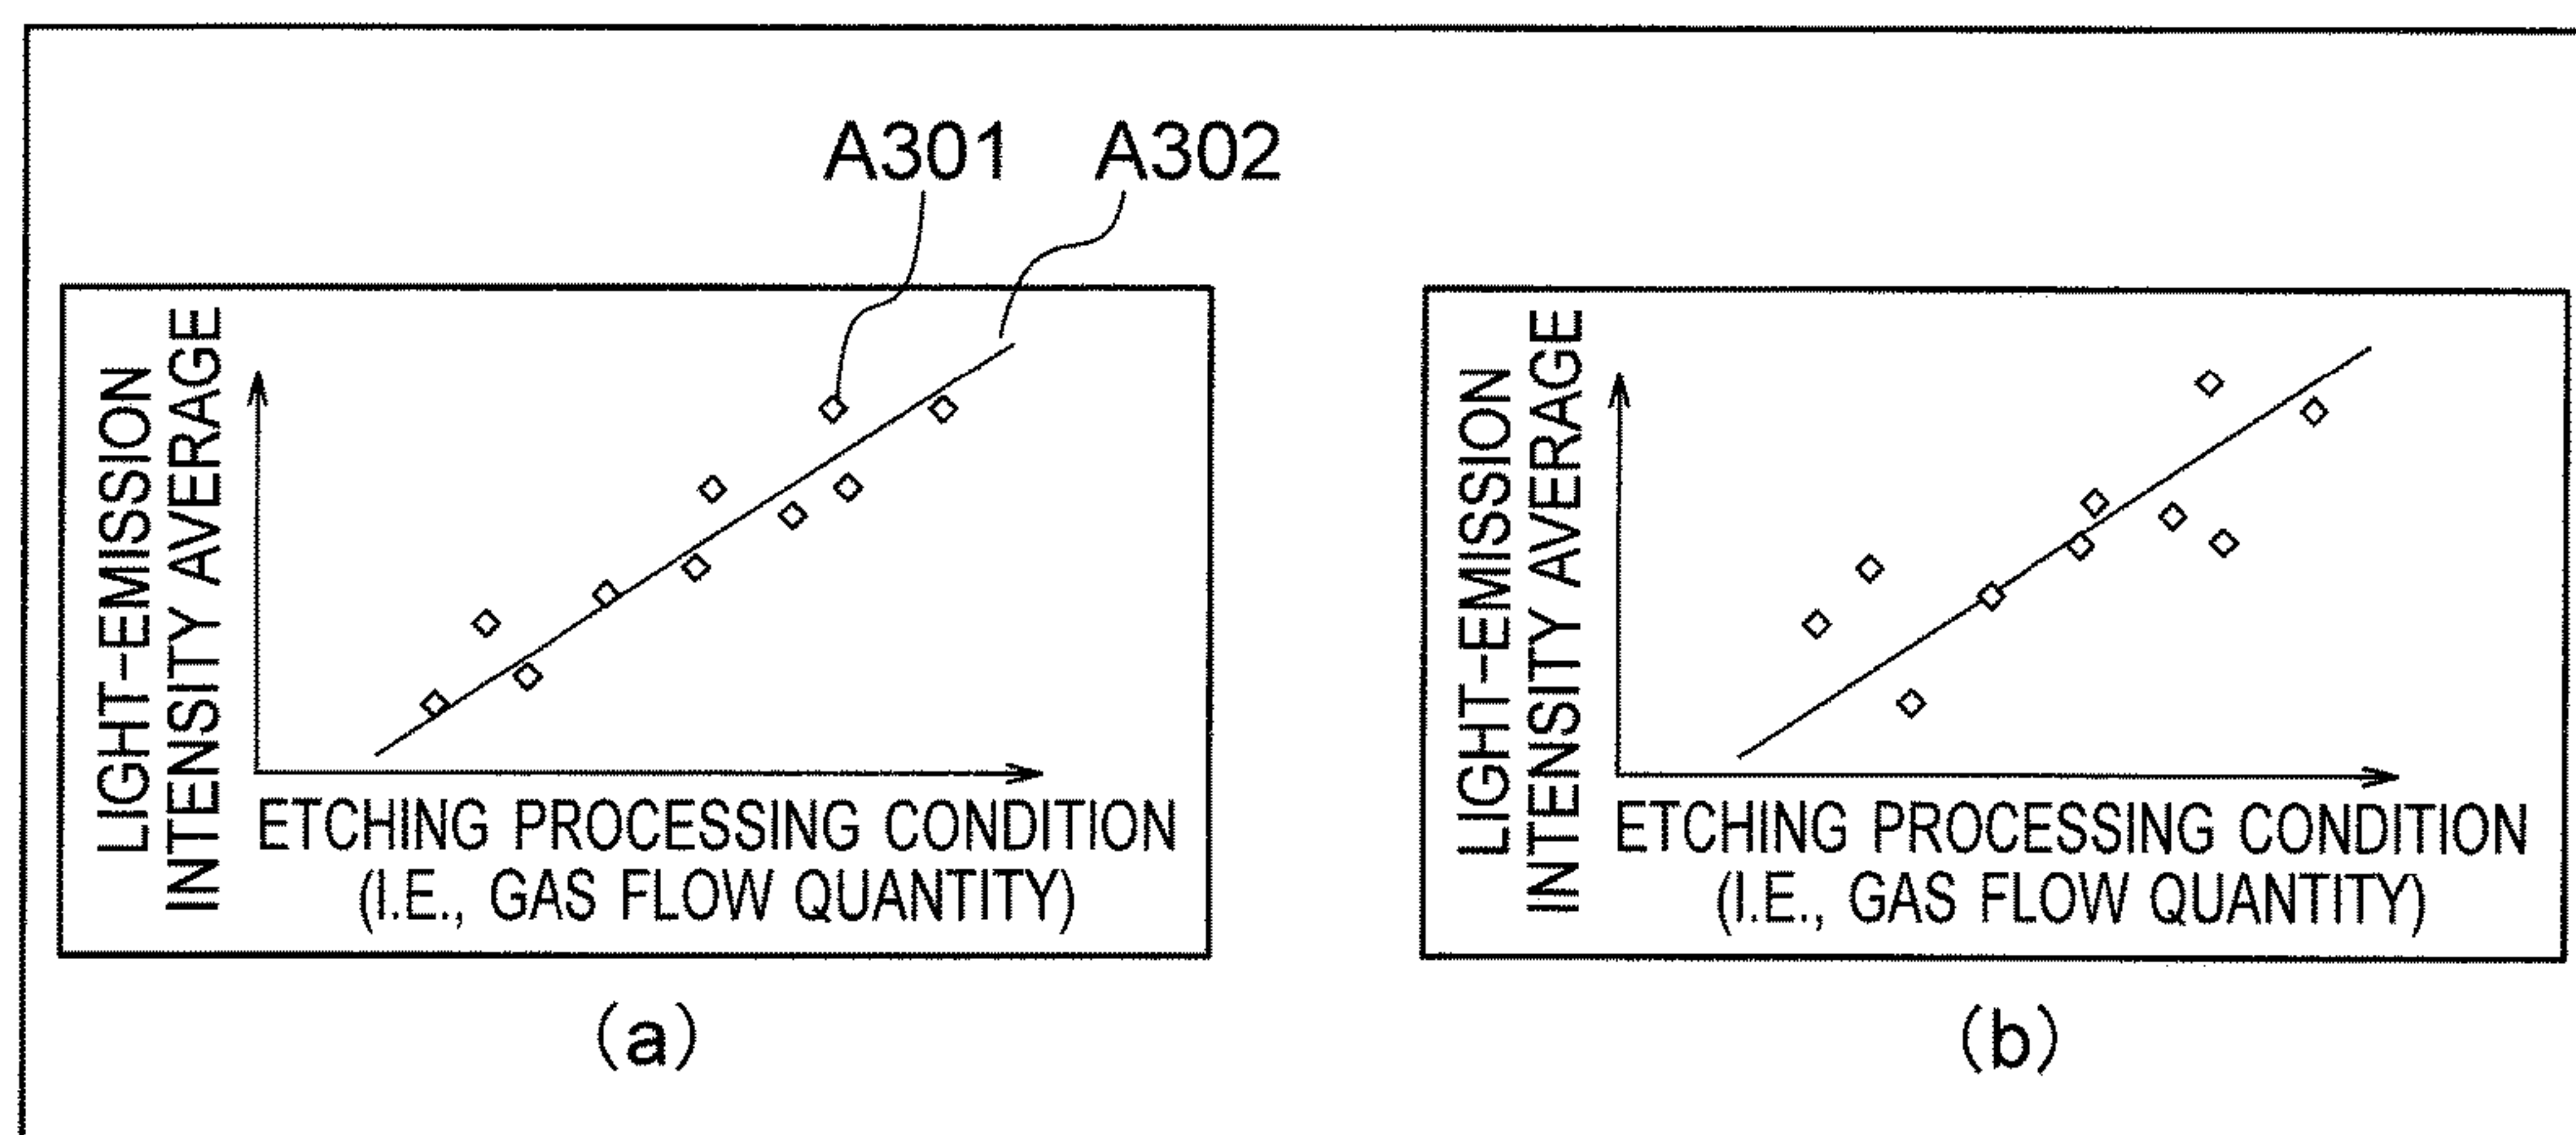 A301 A302
LIGHT-EMISSION
INTENSITY AVERAGE
ETCHING PROCESSING CONDITION
(I.E., GAS FLOW QUANTITY)
(a)
LIGHT-EMISSION
INTENSITY AVERAGE
ETCHING PROCESSING CONDITION
(I.E., GAS FLOW QUANTITY)
(b)